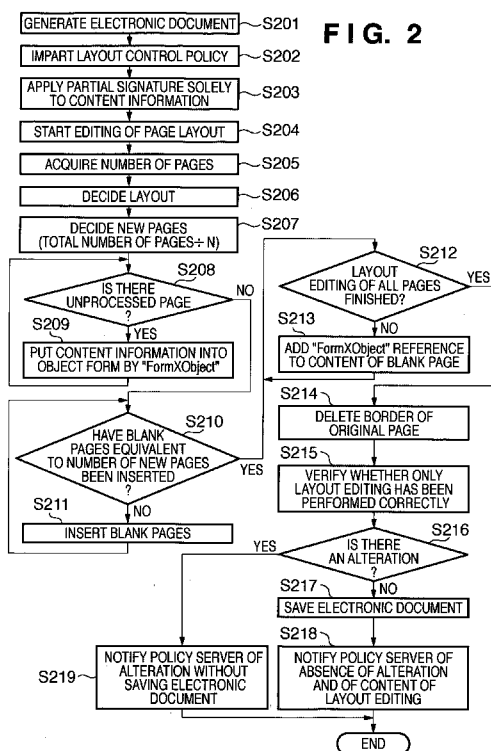 FIG. 2
GENERATE ELECTRONIC DOCUMENT
S201
IMPART LAYOUT CONTROL POLICY
S202
APPLY PARTIAL SIGNATURE SOLELY
TO CONTENT INFORMATION
S203
START EDITING OF PAGE LAYOUT
S204
ACQUIRE NUMBER OF PAGES
S205
DECIDE LAYOUT
S206
DECIDE NEW PAGES
(TOTAL NUMBER OF PAGES÷ N)
S207
S208
IS THERE
UNPROCESSED PAGE
?
NO
YES
S209
PUT CONTENT INFORMATION INTO
OBJECT FORM BY "FormXObject"
S210
HAVE BLANK
PAGES EQUIVALENT
TO NUMBER OF NEW PAGES
BEEN INSERTED
?
YES
NO
S211
INSERT BLANK PAGES
S212
LAYOUT
EDITING OF ALL PAGES
FINISHED?
YES
NO
S213
ADD "FormXObject" REFERENCE
TO CONTENT OF BLANK PAGE
S214
DELETE BORDER OF
ORIGINAL PAGE
S215
VERIFY WHETHER ONLY
LAYOUT EDITING HAS BEEN
PERFORMED CORRECTLY
S216
IS THERE
AN ALTERATION
?
YES
NO
S217
SAVE ELECTRONIC DOCUMENT
S218
NOTIFY POLICY SERVER OF
ABSENCE OF ALTERATION
AND OF CONTENT OF
LAYOUT EDITING
S219
NOTIFY POLICY SERVER OF
ALTERATION WITHOUT
SAVING ELECTRONIC
DOCUMENT
END